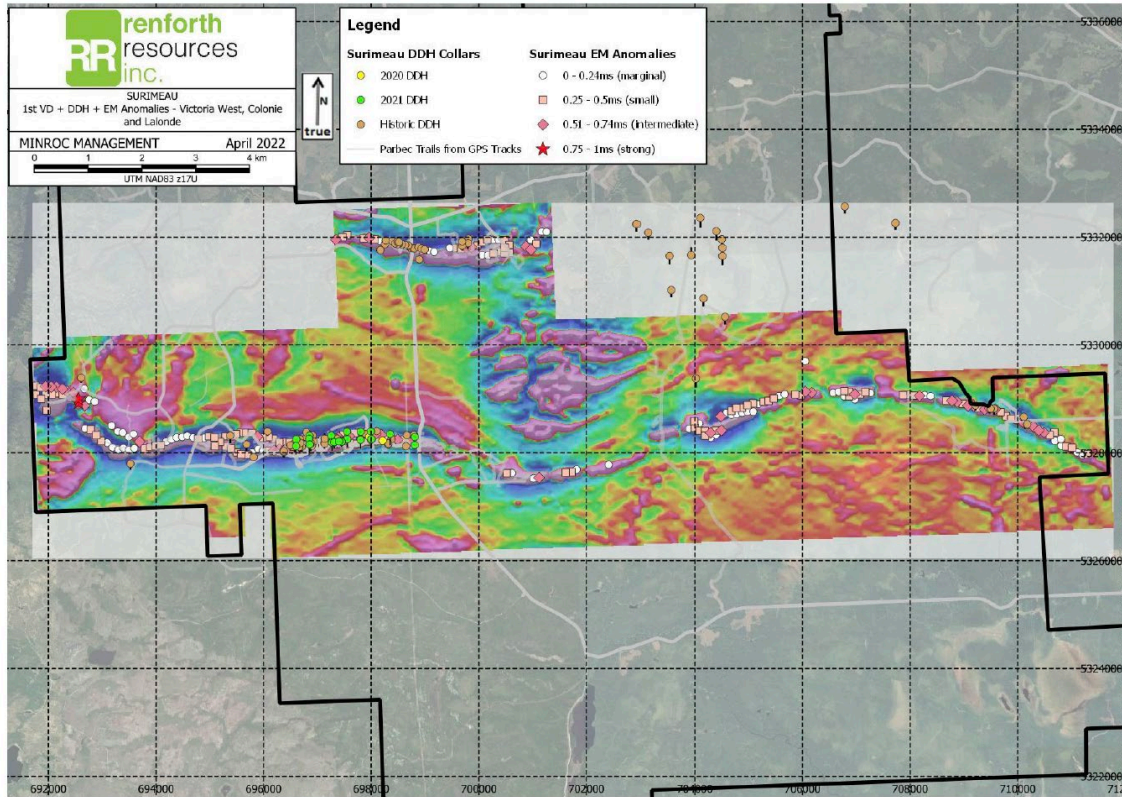 RR
renforth
resources
inc.
SURIMEAU
1st VD + DDH + EM Anomalies - Victoria West, Colonie
and Lalonde
MINROC MANAGEMENT April 2022
0 1 2 3 4 km
UTM NAD83 z17U
N
true
Legend
Surimeau DDH Collars
2020 DDH
2021 DDH
Historic DDH
Parbec Trails from GPS Tracks
Surimeau EM Anomalies
0 - 0.24ms (marginal)
0.25 - 0.5ms (small)
0.51 - 0.74ms (intermediate)
0.75 - 1ms (strong)
5336000
5334000
5332000
5330000
5328000
5326000
5324000
5322000
692000 694000 696000 698000 700000 702000 704000 706000 708000 710000 712